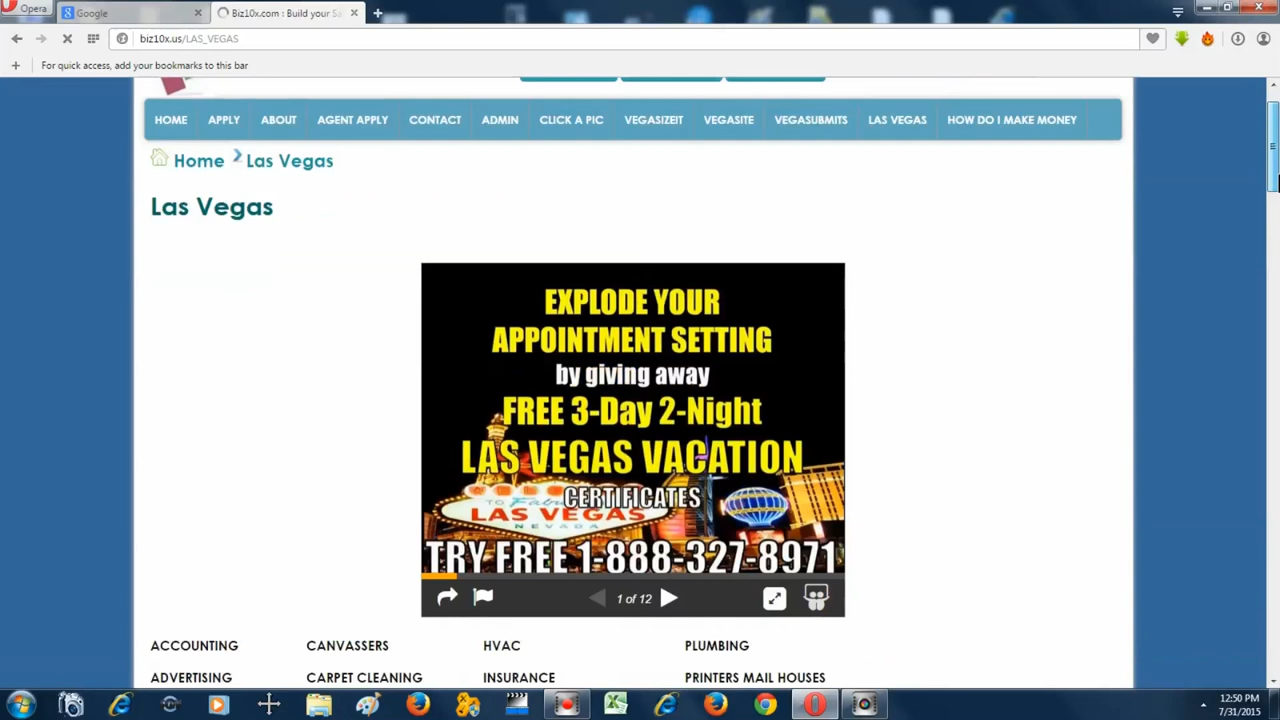 Opera
Google
Biz10x.com : Build your Sa
biz10x.us/LAS_VEGAS
For quick access, add your bookmarks to this bar
HOME APPLY ABOUT AGENT APPLY CONTACT ADMIN CLICK A PIC VEGASIZEIT VEGASITE VEGASUBMITS LAS VEGAS HOW DO I MAKE MONEY
Home Las Vegas
Las Vegas
EXPLODE YOUR
APPOINTMENT SETTING
by giving away
FREE 3-Day 2-Night
LAS VEGAS VACATION
CERTIFICATES
TO Fabulous
LAS VEGAS
NEVADA
TRY FREE 1-888-327-8971
1 of 12
ACCOUNTING CANVASSERS HVAC PLUMBING
ADVERTISING CARPET CLEANING INSURANCE PRINTERS MAIL HOUSES
12:50 PM
7/31/2015